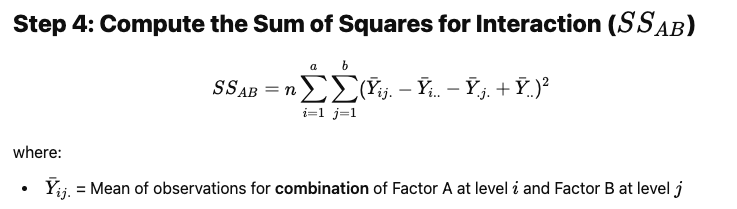 Step 4: Compute the Sum of Squares for Interaction ($SS_{AB}$)
$SS_{AB} = n \sum_{i=1}^{a} \sum_{j=1}^{b} (\bar{Y}_{ij.} - \bar{Y}_{i..} - \bar{Y}_{.j.} + \bar{Y}_{..})^2$
where:
• $\bar{Y}_{ij.}$ = Mean of observations for combination of Factor A at level $i$ and Factor B at level $j$